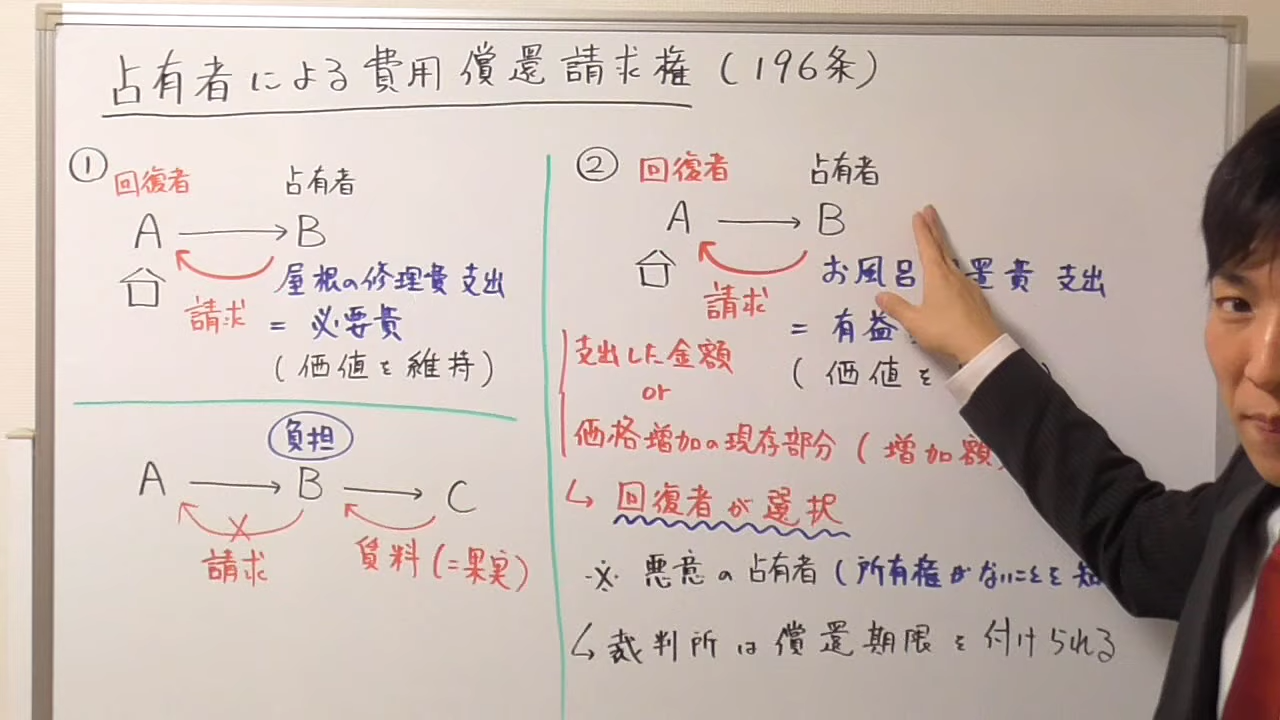 占有者による費用償還請求権（196条）
① 回復者 占有者
A → B
請求 屋根の修理費支出
= 必要費
(価値を維持)
負担
A → B → C
請求 賃料(=果実)
② 回復者 占有者
A → B
請求 お風呂 置費 支出
= 有益
(価値を )
支出した金額
or
価格増加の現存部分(増加額)
↳ 回復者が選択
※ 悪意の占有者(所有権がないことを知
↳ 裁判所は償還期限を付けられる